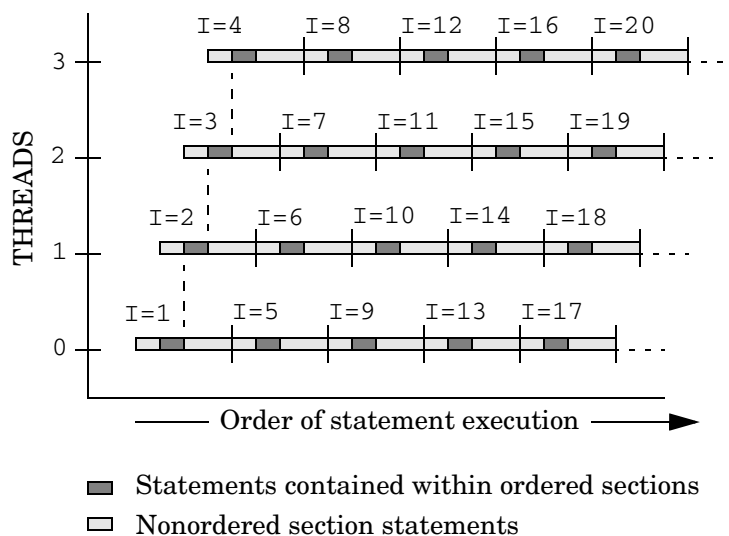 I=4 I=8 I=12 I=16 I=20
3
I=3 I=7 I=11 I=15 I=19
2
THREADS
I=2 I=6 I=10 I=14 I=18
1
I=1 I=5 I=9 I=13 I=17
0
Order of statement execution
Statements contained within ordered sections
Nonordered section statements